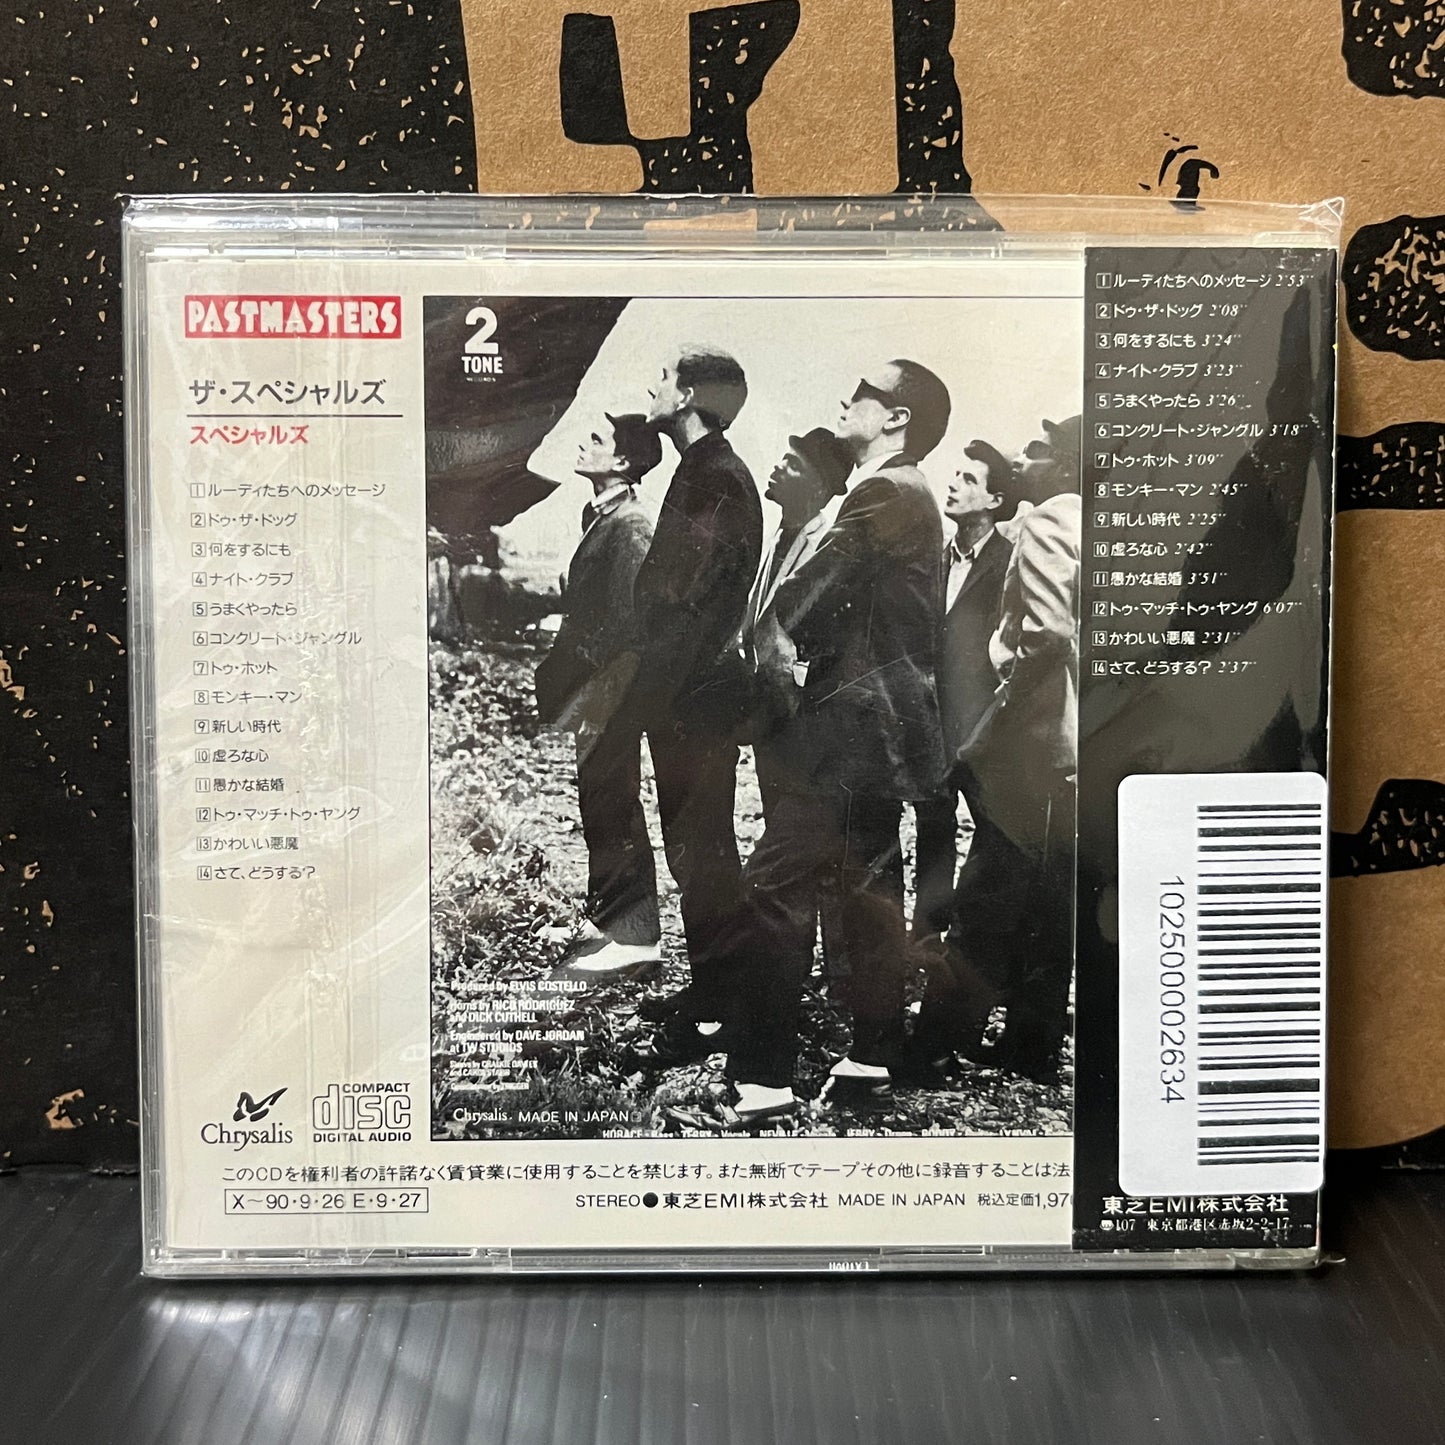 PASTMASTERS
ザ・スペシャルズ
スペシャルズ
1 ルーディたちへのメッセージ
2 ドゥ・ザ・ドッグ
3 何をするにも
4 ナイト・クラブ
5 うまくやったら
6 コンクリート・ジャングル
7 トゥ・ホット
8 モンキー・マン
9 新しい時代
10 虚ろな心
11 愚かな結婚
12 トゥ・マッチ・トゥ・ヤング
13 かわいい悪魔
14 さて、どうする?
2
TONE
RECORDS
Produced by ELVIS COSTELLO
Horns by RICO RODRIGUEZ
and DICK CUTHELL
Engineered by DAVE JORDAN
at TW STUDIOS
Chrysalis. MADE IN JAPAN
HORACE - Bass TERRY - Vocals NEVILLE - Vocals JERRY - Organ RODDY - Guitar LYNVAL -
Chrysalis
COMPACT
disc
DIGITAL AUDIO
このCDを権利者の許諾なく賃貸業に使用することを禁じます。また無断でテープその他に録音することは法
X〜90・9・26 E・9・27
STEREO●東芝EMI株式会社 MADE IN JAPAN 税込定価1,97
1 ルーディたちへのメッセージ 2'53''
2 ドゥ・ザ・ドッグ 2'08''
3 何をするにも 3'24''
4 ナイト・クラブ 3'23''
5 うまくやったら 3'26''
6 コンクリート・ジャングル 3'18''
7 トゥ・ホット 3'09''
8 モンキー・マン 2'45''
9 新しい時代 2'25''
10 虚ろな心 2'42''
11 愚かな結婚 3'51''
12 トゥ・マッチ・トゥ・ヤング 6'07''
13 かわいい悪魔 2'31''
14 さて、どうする? 2'37''
1025000002634
東芝EMI株式会社
〒107 東京都港区赤坂2-2-17